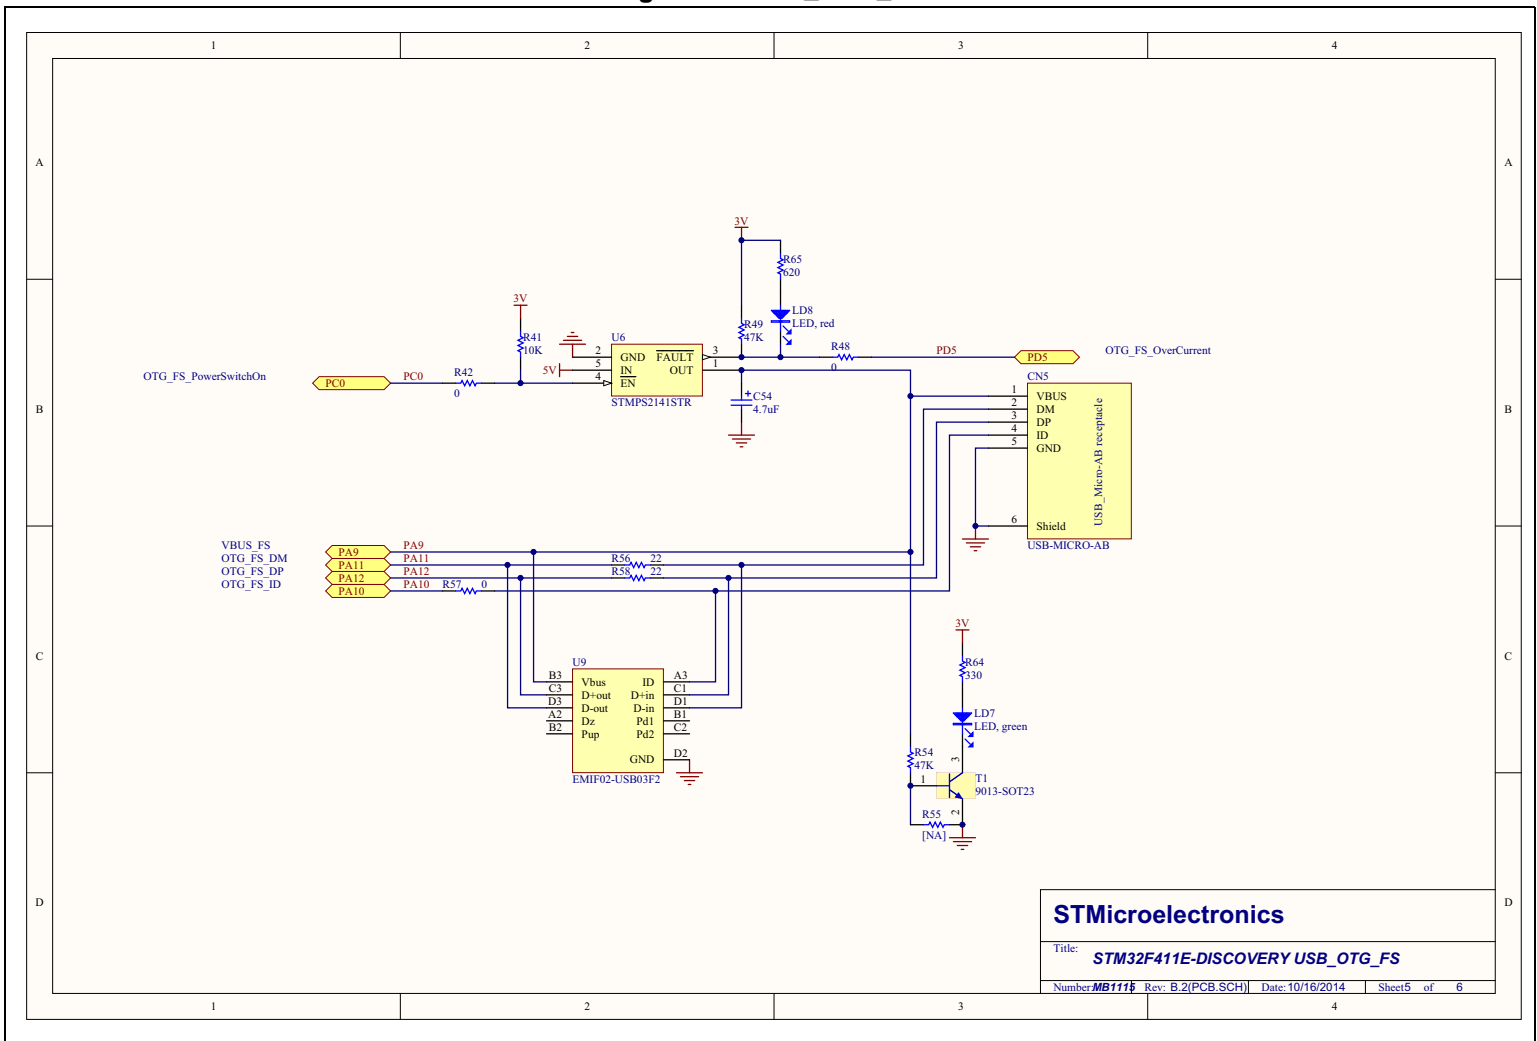 1 2 3 4
A A
3V
R65
620
3V
LD8
LED, red
R49
47K
R41
10K
U6
R48
0
2 GND FAULT 3
5V 5 IN OUT 1
4 EN
STMPS2141STR
PD5 PD5 OTG_FS_OverCurrent
OTG_FS_PowerSwitchOn PC0 PC0 R42
0
+ C54
4.7uF
CN5
1 VBUS
2 DM
3 DP
4 ID
5 GND
6 Shield
USB_Micro-AB receptacle
USB-MICRO-AB
B B
VBUS_FS PA9 PA9
OTG_FS_DM PA11 PA11 R56 22
OTG_FS_DP PA12 PA12 R58 22
OTG_FS_ID PA10 PA10 R57 0
3V
R64
330
C C
U9
B3 Vbus ID A3
C3 D+out D+in C1
D3 D-out D-in D1
A2 Dz Pd1 B1
B2 Pup Pd2 C2
GND D2
EMIF02-USB03F2
LD7
LED, green
R54
47K
3
1
T1
9013-SOT23
2
R55
[NA]
D D
STMicroelectronics
Title: STM32F411E-DISCOVERY USB_OTG_FS
Number:MB1115 Rev: B.2(PCB.SCH) Date:10/16/2014 Sheet5 of 6
1 2 3 4